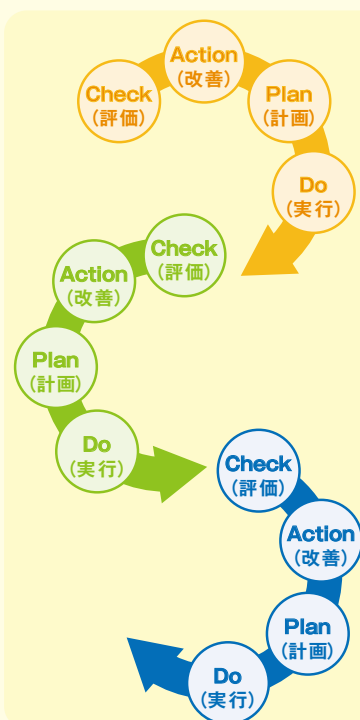 Check
(評価)
Action
(改善)
Plan
(計画)
Do
(実行)
Check
(評価)
Action
(改善)
Plan
(計画)
Do
(実行)
Check
(評価)
Action
(改善)
Plan
(計画)
Do
(実行)